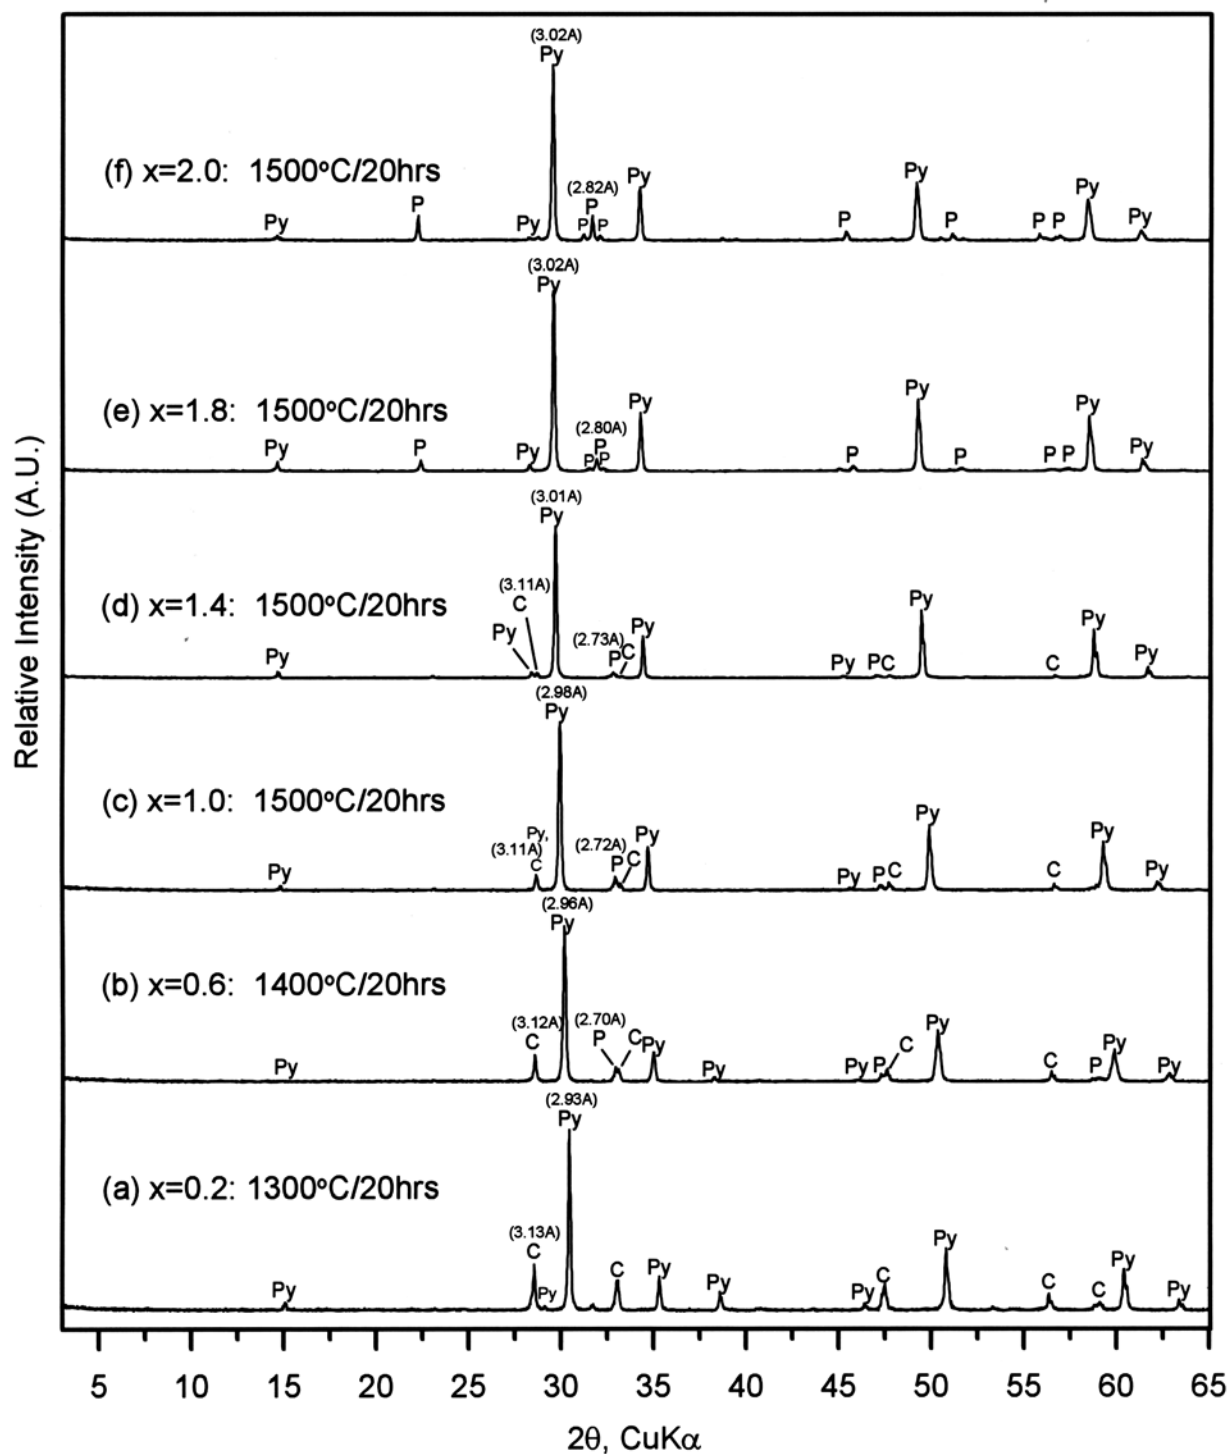 (3.02A)
Py
(f) x=2.0: 1500°C/20hrs
Py P Py (2.82A) P P P Py P Py P P P Py Py
(3.02A)
Py
(e) x=1.8: 1500°C/20hrs
Py P Py (2.80A) P P P Py P Py P P P Py Py
(3.01A)
Py
(d) x=1.4: 1500°C/20hrs
Py Py (3.11A) C (2.73A) P C Py Py P C Py C Py Py
(2.98A)
Py
(c) x=1.0: 1500°C/20hrs
Py Py, (3.11A) C (2.72A) P C Py Py P C Py C Py Py
(2.96A)
Py
(b) x=0.6: 1400°C/20hrs
Py (3.12A) C (2.70A) P C Py Py Py P C Py C P Py Py
(2.93A)
Py
(a) x=0.2: 1300°C/20hrs
Py (3.13A) C Py C Py Py Py C Py C C Py Py
Relative Intensity (A.U.)
5 10 15 20 25 30 35 40 45 50 55 60 65
2θ, CuKα